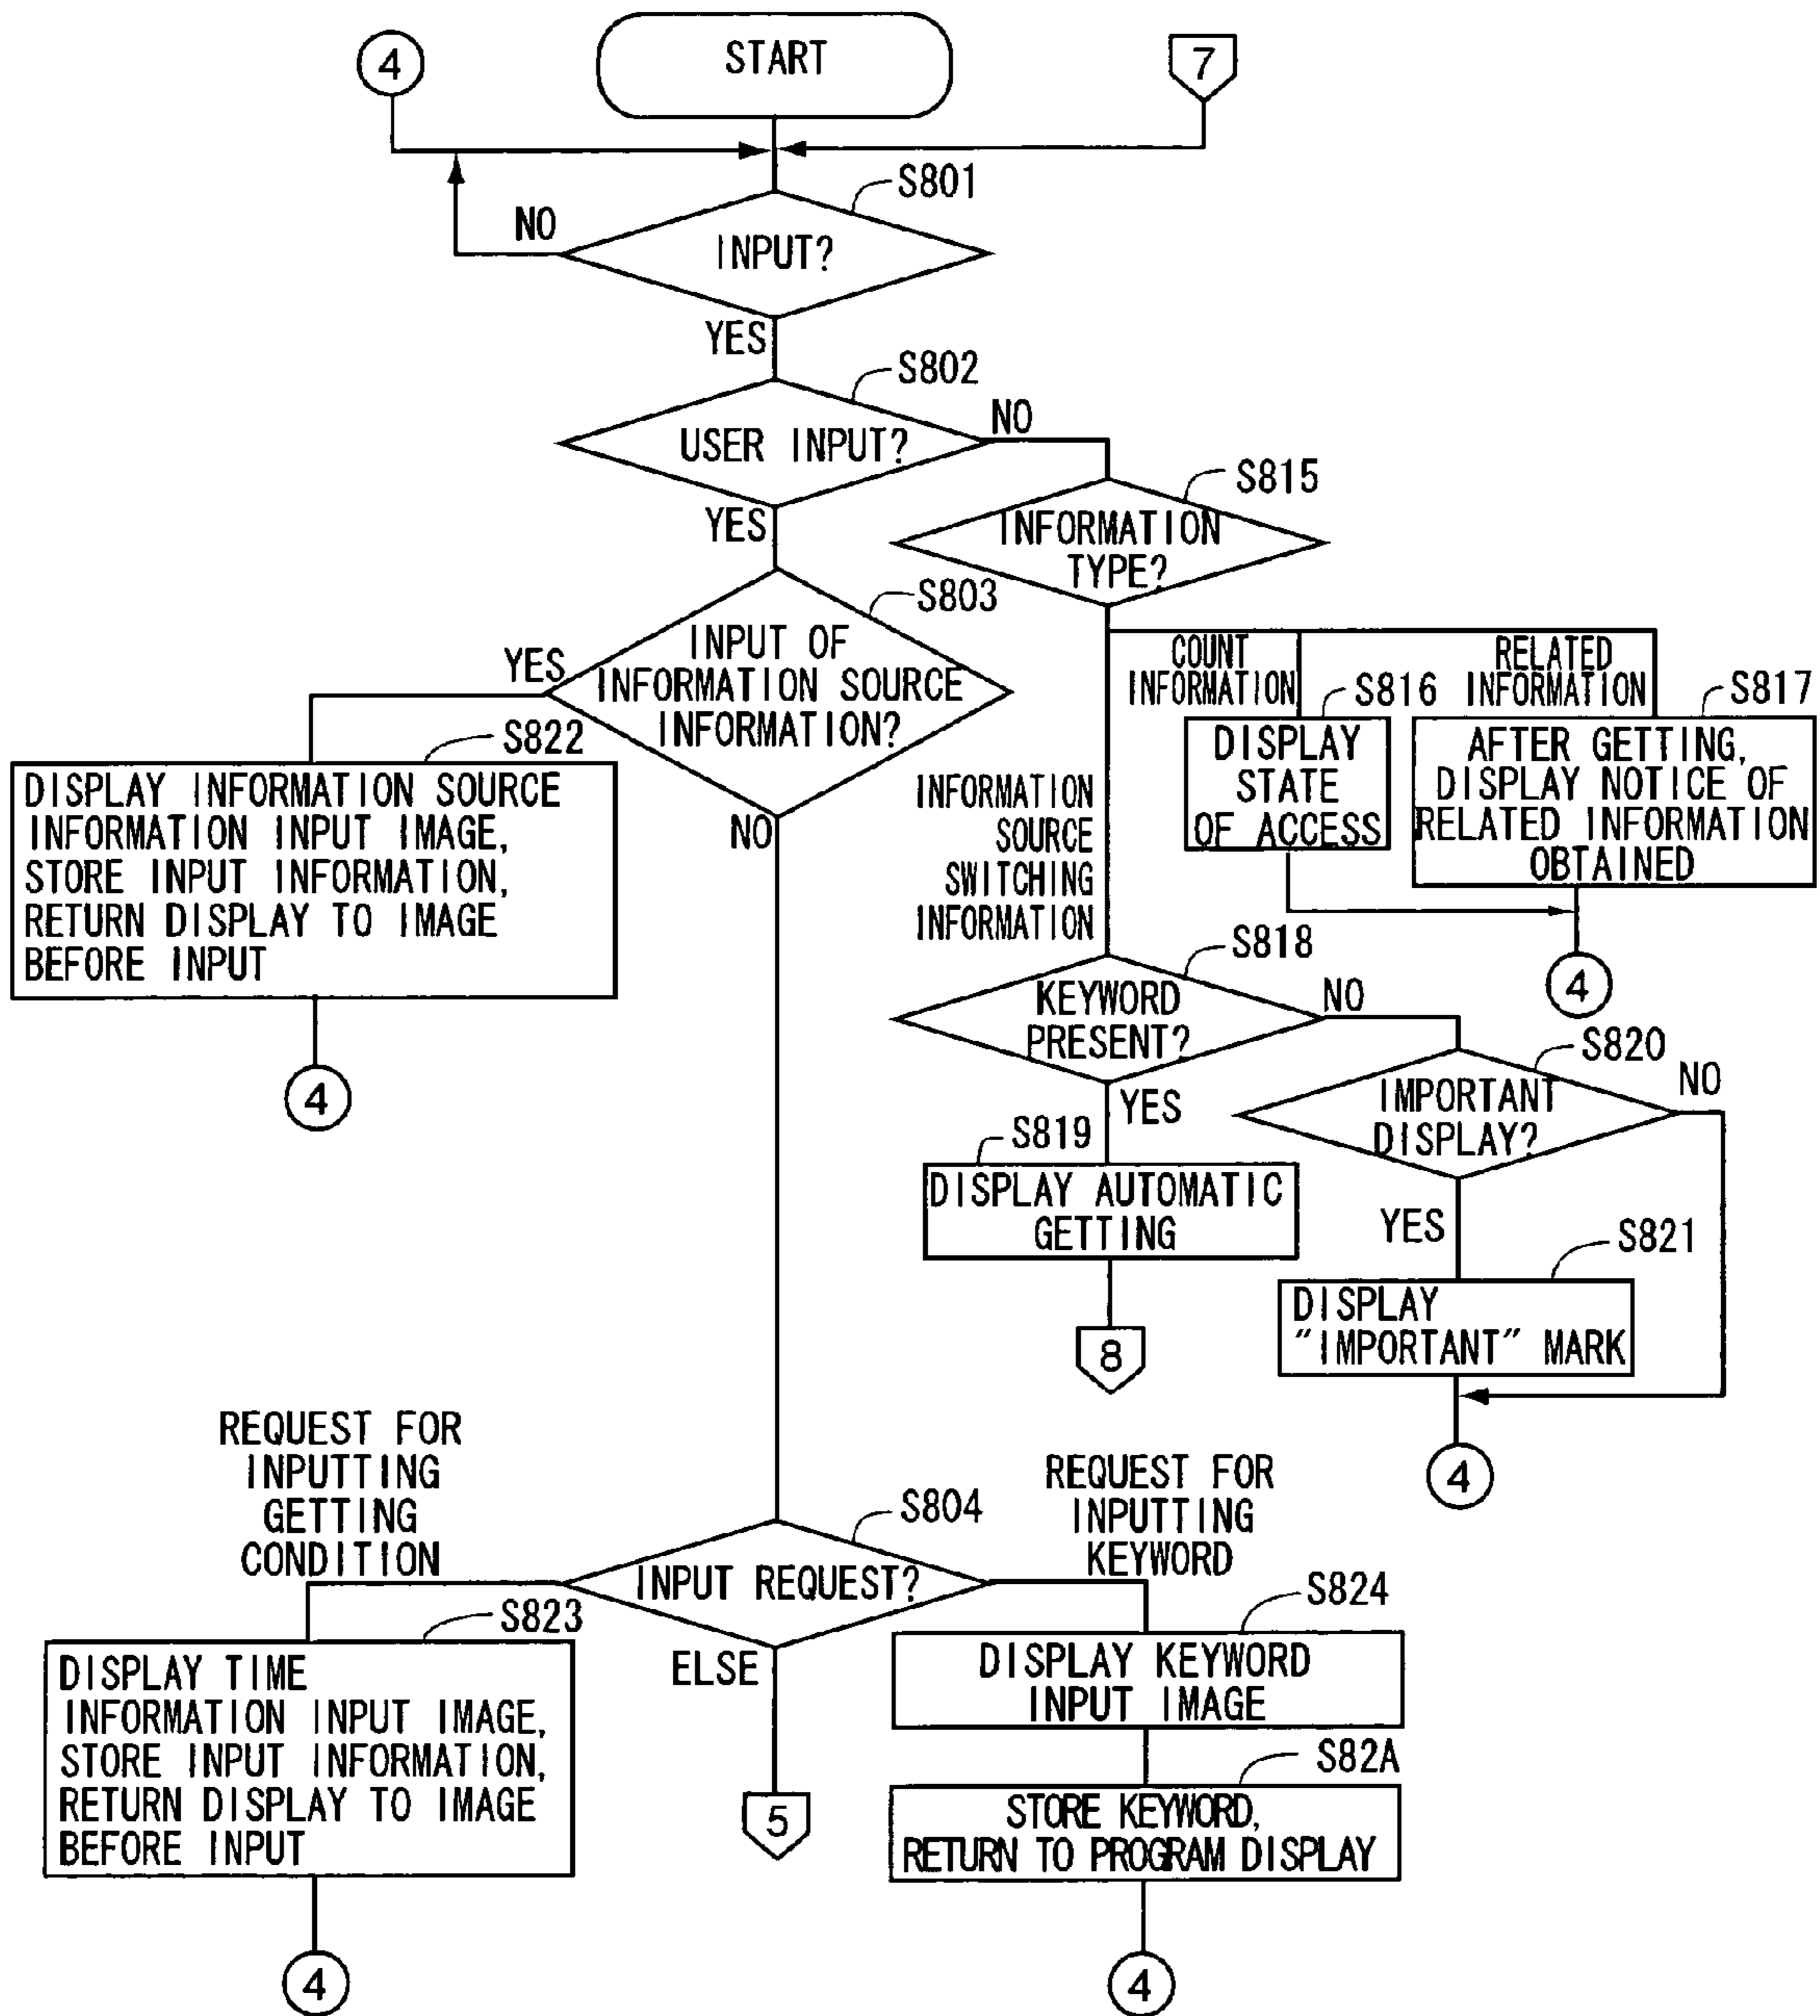 4
START
7
S801
NO
INPUT?
YES
S802
NO
USER INPUT?
S815
YES
INFORMATION
TYPE?
S803
INPUT OF
INFORMATION SOURCE
INFORMATION?
YES
COUNT
INFORMATION
RELATED
INFORMATION
S816
S817
S822
DISPLAY INFORMATION SOURCE
INFORMATION INPUT IMAGE,
STORE INPUT INFORMATION,
RETURN DISPLAY TO IMAGE
BEFORE INPUT
NO
INFORMATION
SOURCE
SWITCHING
INFORMATION
DISPLAY
STATE
OF ACCESS
AFTER GETTING,
DISPLAY NOTICE OF
RELATED INFORMATION
OBTAINED
4
S818
KEYWORD
PRESENT?
NO
4
S820
IMPORTANT
DISPLAY?
NO
YES
S819
DISPLAY AUTOMATIC
GETTING
YES
S821
DISPLAY
"IMPORTANT" MARK
8
4
REQUEST FOR
INPUTTING
GETTING
CONDITION
S804
INPUT REQUEST?
REQUEST FOR
INPUTTING
KEYWORD
S823
DISPLAY TIME
INFORMATION INPUT IMAGE,
STORE INPUT INFORMATION,
RETURN DISPLAY TO IMAGE
BEFORE INPUT
ELSE
S824
DISPLAY KEYWORD
INPUT IMAGE
S82A
STORE KEYWORD,
RETURN TO PROGRAM DISPLAY
5
4
4